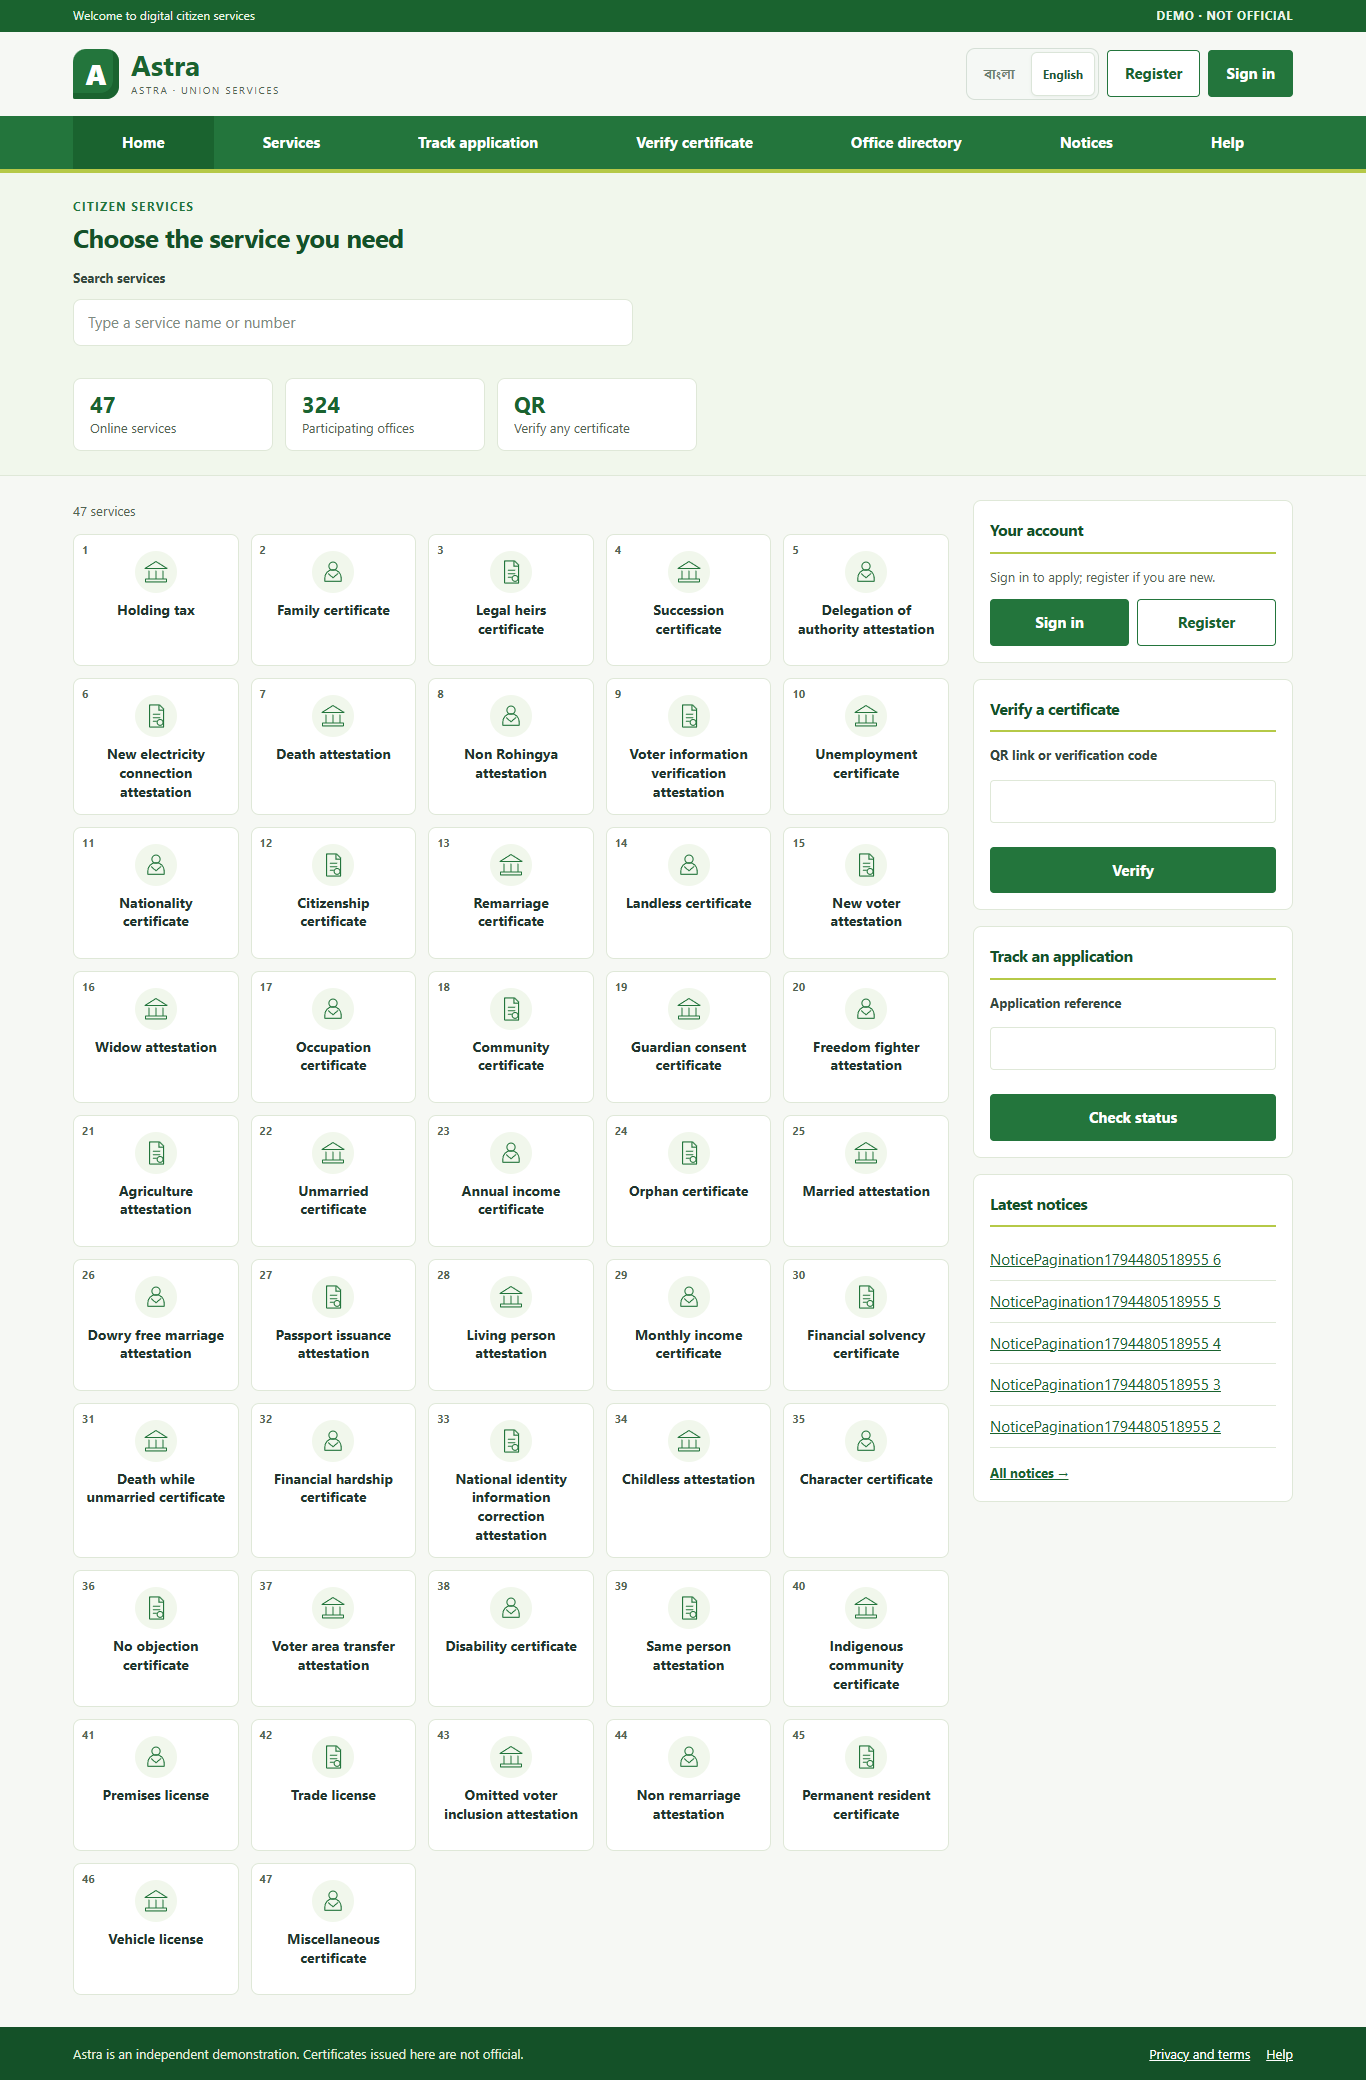 Welcome to digital citizen services
DEMO · NOT OFFICIAL
A
Astra
ASTRA · UNION SERVICES
বাংলা
English
Register
Sign in
Home
Services
Track application
Verify certificate
Office directory
Notices
Help
CITIZEN SERVICES
Choose the service you need
Search services
Type a service name or number
47
Online services
324
Participating offices
QR
Verify any certificate
47 services
1
Holding tax
2
Family certificate
3
Legal heirs
certificate
4
Succession
certificate
5
Delegation of
authority attestation
6
New electricity
connection
attestation
7
Death attestation
8
Non Rohingya
attestation
9
Voter information
verification
attestation
10
Unemployment
certificate
11
Nationality
certificate
12
Citizenship
certificate
13
Remarriage
certificate
14
Landless certificate
15
New voter
attestation
16
Widow attestation
17
Occupation
certificate
18
Community
certificate
19
Guardian consent
certificate
20
Freedom fighter
attestation
21
Agriculture
attestation
22
Unmarried
certificate
23
Annual income
certificate
24
Orphan certificate
25
Married attestation
26
Dowry free marriage
attestation
27
Passport issuance
attestation
28
Living person
attestation
29
Monthly income
certificate
30
Financial solvency
certificate
31
Death while
unmarried certificate
32
Financial hardship
certificate
33
National identity
information
correction
attestation
34
Childless attestation
35
Character certificate
36
No objection
certificate
37
Voter area transfer
attestation
38
Disability certificate
39
Same person
attestation
40
Indigenous
community
certificate
41
Premises license
42
Trade license
43
Omitted voter
inclusion attestation
44
Non remarriage
attestation
45
Permanent resident
certificate
46
Vehicle license
47
Miscellaneous
certificate
Your account
Sign in to apply; register if you are new.
Sign in
Register
Verify a certificate
QR link or verification code
Verify
Track an application
Application reference
Check status
Latest notices
NoticePagination1794480518955 6
NoticePagination1794480518955 5
NoticePagination1794480518955 4
NoticePagination1794480518955 3
NoticePagination1794480518955 2
All notices →
Astra is an independent demonstration. Certificates issued here are not official.
Privacy and terms
Help